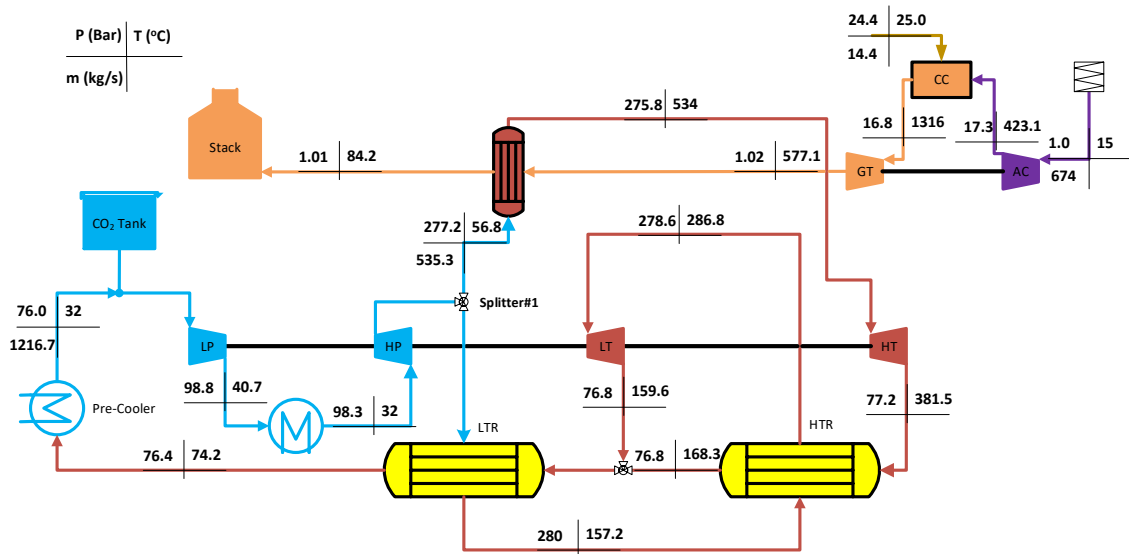 P (Bar) T (°C)
m (kg/s)
24.4 25.0
14.4
CC
275.8 534
16.8 1316
17.3 423.1
1.0 15
674
Stack
1.01 84.2
1.02 577.1
GT
AC
CO₂ Tank
277.2 56.8
535.3
278.6 286.8
76.0 32
1216.7
Splitter#1
LP
HP
LT
HT
98.8 40.7
76.8 159.6
77.2 381.5
Pre-Cooler
98.3 32
LTR
HTR
76.4 74.2
76.8 168.3
280 157.2